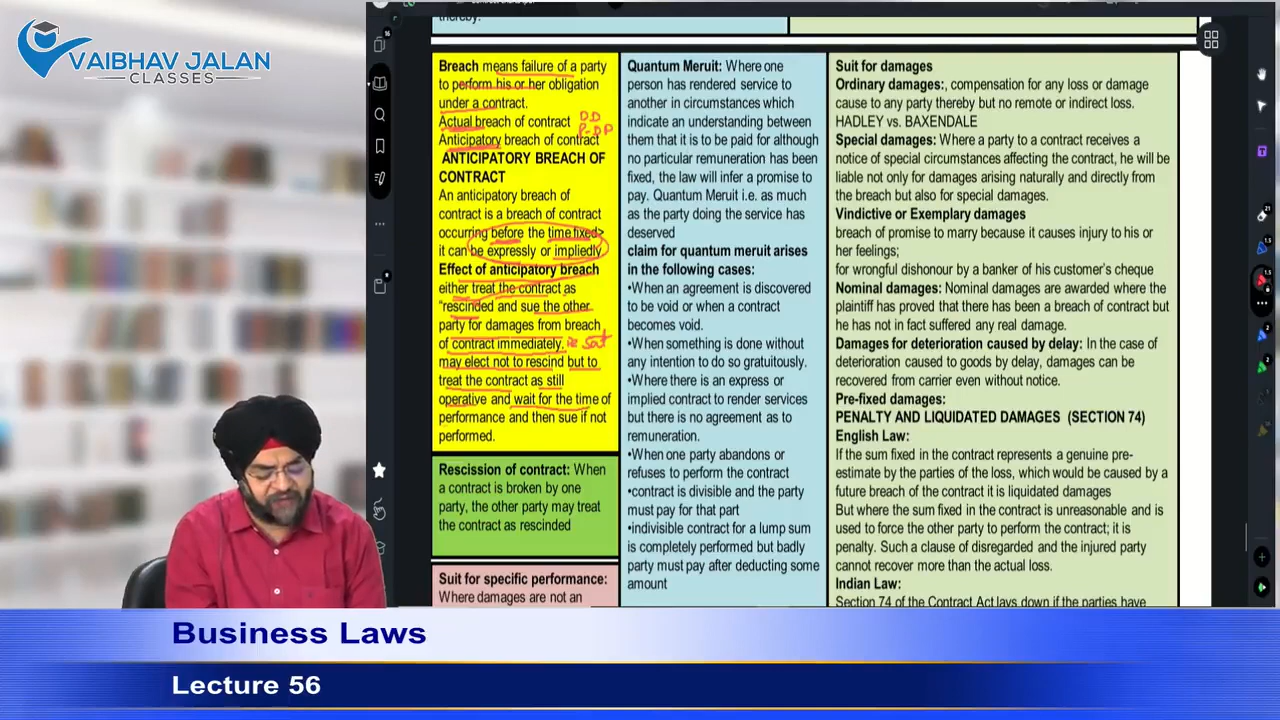 VAIBHAV JALAN
CLASSES
thereby.
Breach means failure of a party
to perform his or her obligation
under a contract.
Actual breach of contract DD
Anticipatory breach of contract P-DP
ANTICIPATORY BREACH OF
CONTRACT
An anticipatory breach of
contract is a breach of contract
occurring before the time fixed>
it can be expressly or impliedly
Effect of anticipatory breach
either treat the contract as
“rescinded and sue the other
party for damages from breach
of contract immediately.
may elect not to rescind but to
treat the contract as still
operative and wait for the time of
performance and then sue if not
performed.
Rescission of contract: When
a contract is broken by one
party, the other party may treat
the contract as rescinded
Suit for specific performance:
Where damages are not an
Quantum Meruit: Where one
person has rendered service to
another in circumstances which
indicate an understanding between
them that it is to be paid for although
no particular remuneration has been
fixed, the law will infer a promise to
pay. Quantum Meruit i.e. as much
as the party doing the service has
deserved
claim for quantum meruit arises
in the following cases:
•When an agreement is discovered
to be void or when a contract
becomes void.
•When something is done without
any intention to do so gratuitously.
•Where there is an express or
implied contract to render services
but there is no agreement as to
remuneration.
•When one party abandons or
refuses to perform the contract
•contract is divisible and the party
must pay for that part
•indivisible contract for a lump sum
is completely performed but badly
party must pay after deducting some
amount
Suit for damages
Ordinary damages:, compensation for any loss or damage
cause to any party thereby but no remote or indirect loss.
HADLEY vs. BAXENDALE
Special damages: Where a party to a contract receives a
notice of special circumstances affecting the contract, he will be
liable not only for damages arising naturally and directly from
the breach but also for special damages.
Vindictive or Exemplary damages
breach of promise to marry because it causes injury to his or
her feelings;
for wrongful dishonour by a banker of his customer’s cheque
Nominal damages: Nominal damages are awarded where the
plaintiff has proved that there has been a breach of contract but
he has not in fact suffered any real damage.
Damages for deterioration caused by delay: In the case of
deterioration caused to goods by delay, damages can be
recovered from carrier even without notice.
Pre-fixed damages:
PENALTY AND LIQUIDATED DAMAGES (SECTION 74)
English Law:
If the sum fixed in the contract represents a genuine pre-
estimate by the parties of the loss, which would be caused by a
future breach of the contract it is liquidated damages
But where the sum fixed in the contract is unreasonable and is
used to force the other party to perform the contract; it is
penalty. Such a clause of disregarded and the injured party
cannot recover more than the actual loss.
Indian Law:
Section 74 of the Contract Act lays down if the parties have
Business Laws
Lecture 56